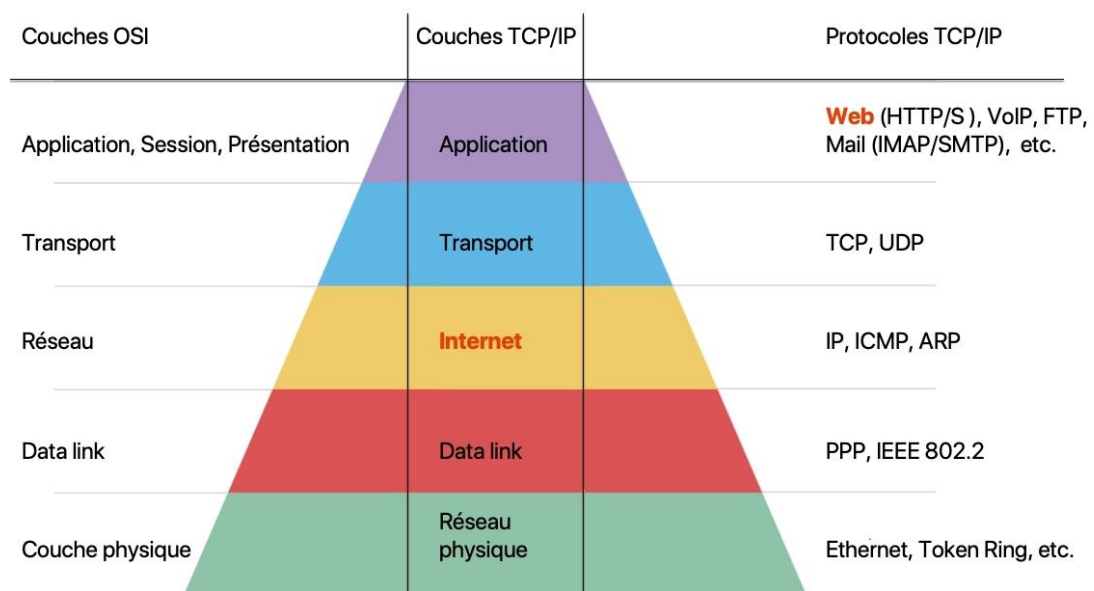 Couches OSI
Couches TCP/IP
Protocoles TCP/IP
Application, Session, Présentation
Application
Web (HTTP/S ), VoIP, FTP,
Mail (IMAP/SMTP), etc.
Transport
Transport
TCP, UDP
Réseau
Internet
IP, ICMP, ARP
Data link
Data link
PPP, IEEE 802.2
Couche physique
Réseau
physique
Ethernet, Token Ring, etc.